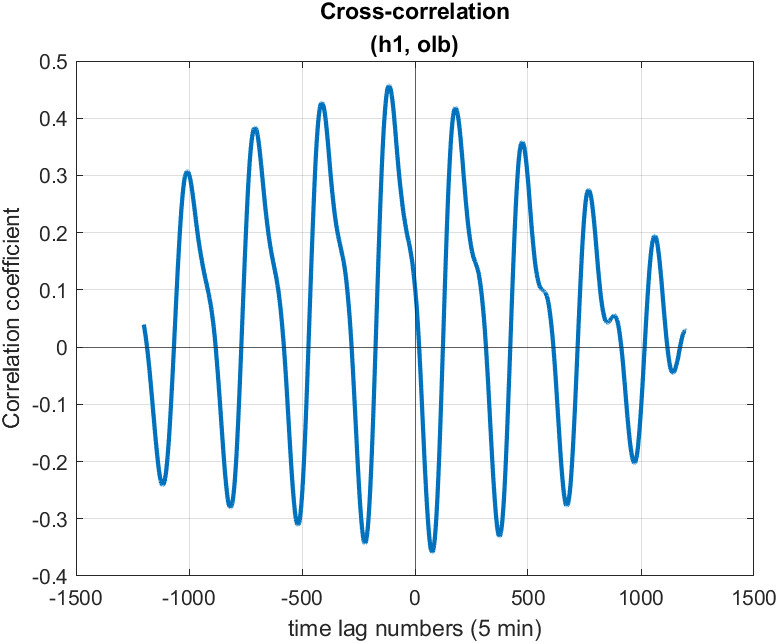 Cross-correlation
(h1, olb)
Correlation coefficient
0.5
0.4
0.3
0.2
0.1
0
-0.1
-0.2
-0.3
-0.4
-1500 -1000 -500 0 500 1000 1500
time lag numbers (5 min)